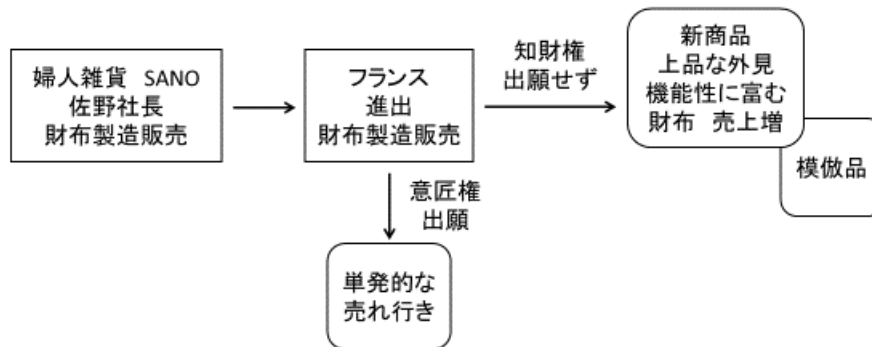 婦人雑貨 SANO
佐野社長
財布製造販売
フランス
進出
財布製造販売
知財権
出願せず
新商品
上品な外見
機能性に富む
財布 売上増
模倣品
意匠権
出願
単発的な
売れ行き